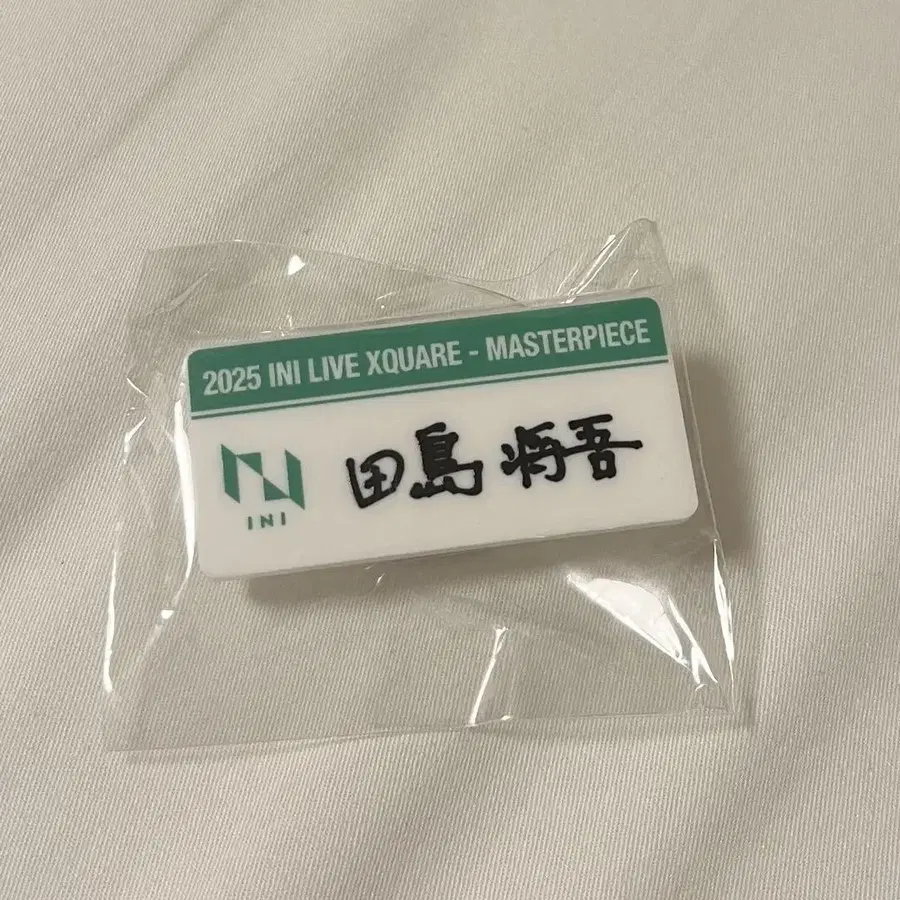 2025 INI LIVE XQUARE - MASTERPIECE
田島 将吾
INI